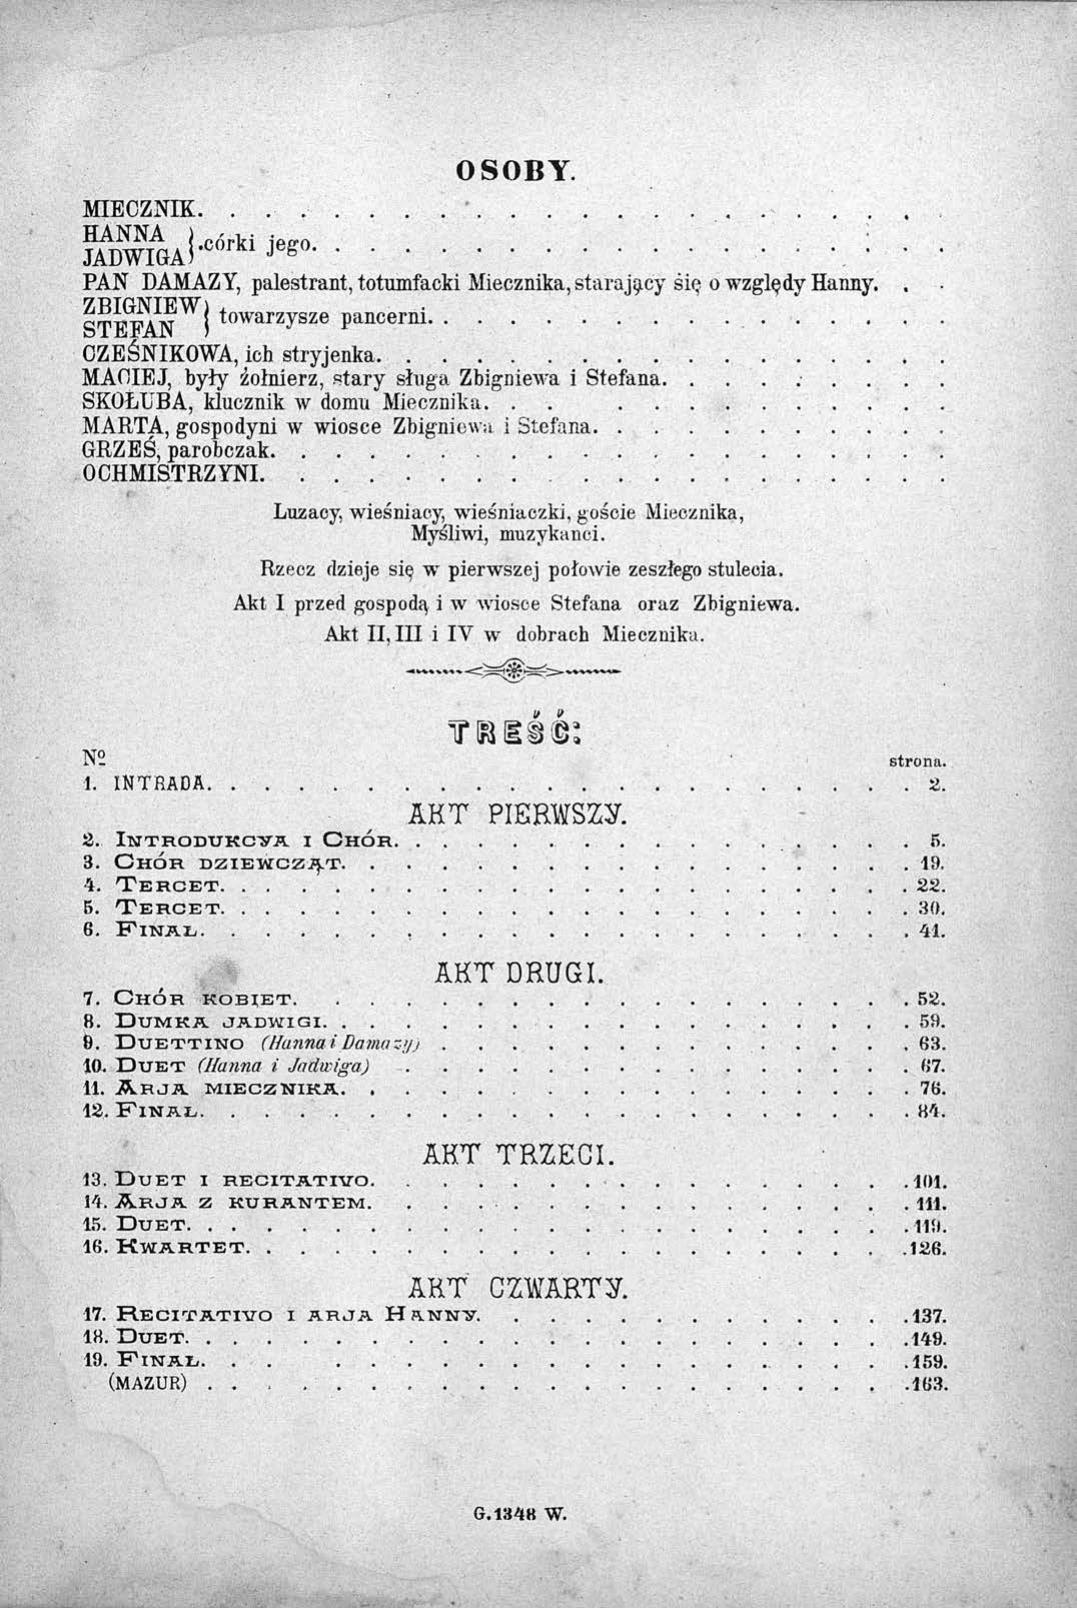 OSOBY.
MIECZNIK.
HANNA
JADWIGA } córki jego.
PAN DAMAZY, palestrant, totumfacki Miecznika, starający się o względy Hanny.
ZBIGNIEW
STEFAN } towarzysze pancerni.
CZEŚNIKOWA, ich stryjenka.
MACIEJ, były żołnierz, stary sługa Zbigniewa i Stefana.
SKOŁUBA, klucznik w domu Miecznika.
MARTA, gospodyni w wiosce Zbigniewa i Stefana.
GRZEŚ, parobczak.
OCHMISTRZYNI.
Luzacy, wieśniacy, wieśniaczki, goście Miecznika,
Myśliwi, muzykanci.
Rzecz dzieje się w pierwszej połowie zeszłego stulecia.
Akt I przed gospodą i w wiosce Stefana oraz Zbigniewa.
Akt II, III i IV w dobrach Miecznika.
TREŚĆ:
№ strona.
1. INTRADA. 2.
AKT PIERWSZY.
2. INTRODUKCYA I CHÓR. 5.
3. CHÓR DZIEWCZĄT. 19.
4. TERCET. 22.
5. TERCET. 30.
6. FINAŁ. 41.
AKT DRUGI.
7. CHÓR KOBIET. 52.
8. DUMKA JADWIGI. 59.
9. DUETTINO (Hanna i Damazy) 63.
10. DUET (Hanna i Jadwiga) 67.
11. ARJA MIECZNIKA. 76.
12. FINAŁ. 84.
AKT TRZECI.
13. DUET I RECITATIVO. 101.
14. ARJA Z KURANTEM. 111.
15. DUET. 119.
16. KWARTET. 126.
AKT CZWARTY.
17. RECITATIVO I ARJA HANNY. 137.
18. DUET. 149.
19. FINAŁ. 159.
(MAZUR) 163.
G. 1348 W.